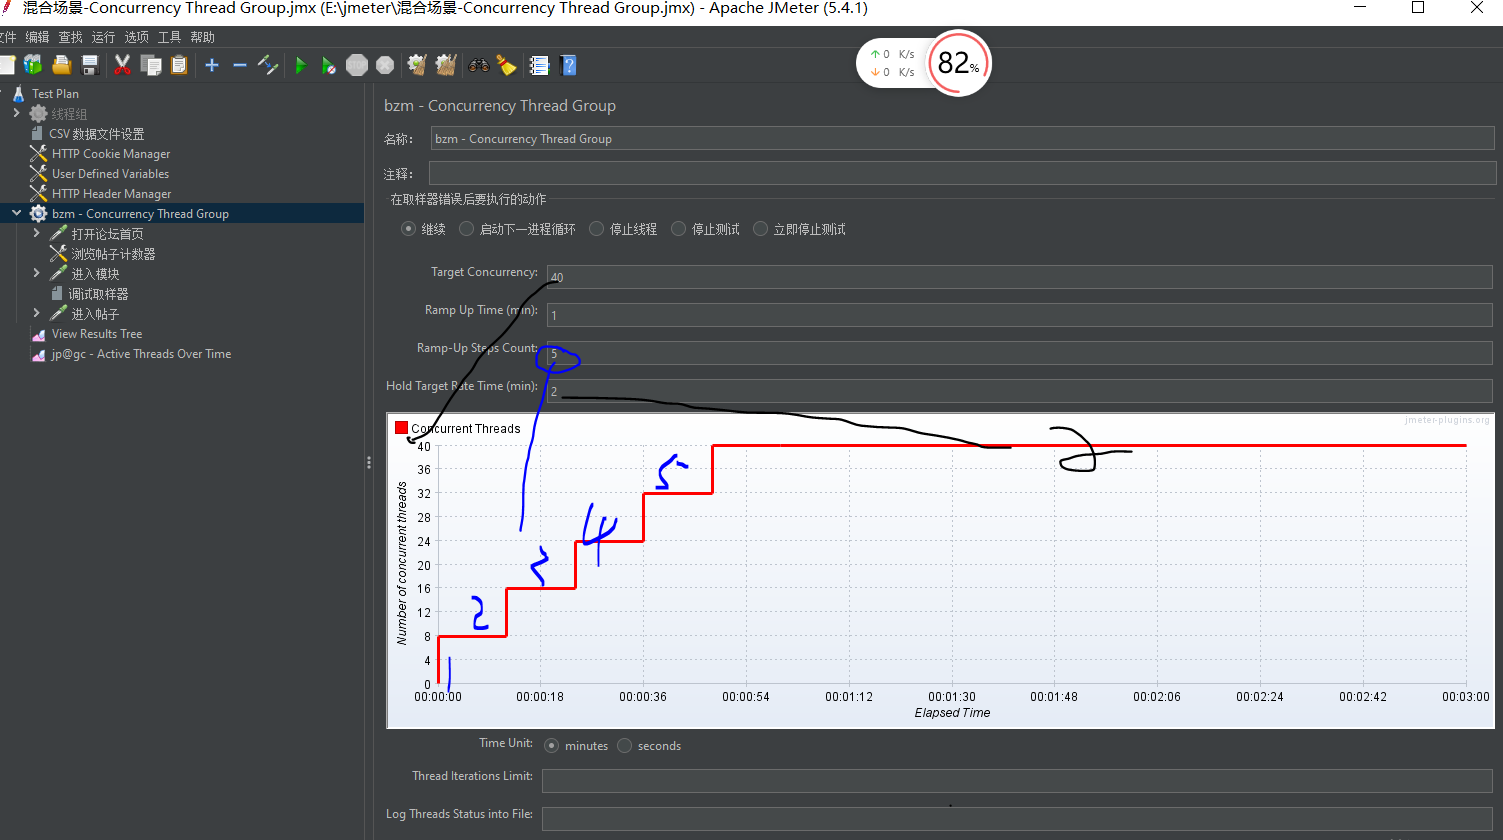 混合场景-Concurrency Thread Group.jmx (E:\jmeter\混合场景-Concurrency Thread Group.jmx) - Apache JMeter (5.4.1)
文件 编辑 查找 运行 选项 工具 帮助
STOP
↑ 0 K/s
↓ 0 K/s
82%
Test Plan
线程组
CSV 数据文件设置
HTTP Cookie Manager
User Defined Variables
HTTP Header Manager
bzm - Concurrency Thread Group
打开论坛首页
浏览帖子计数器
进入模块
调试取样器
进入帖子
View Results Tree
jp@gc - Active Threads Over Time
bzm - Concurrency Thread Group
名称: bzm - Concurrency Thread Group
注释:
在取样器错误后要执行的动作
继续 启动下一进程循环 停止线程 停止测试 立即停止测试
Target Concurrency: 40
Ramp Up Time (min): 1
Ramp-Up Steps Count: 5
Hold Target Rate Time (min): 2
jmeter-plugins.org
Concurrent Threads
Number of concurrent threads
40
36
32
28
24
20
16
12
8
4
0
1
2
3
4
5
2
00:00:00 00:00:18 00:00:36 00:00:54 00:01:12 00:01:30 00:01:48 00:02:06 00:02:24 00:02:42 00:03:00
Elapsed Time
Time Unit: minutes seconds
Thread Iterations Limit:
Log Threads Status into File: